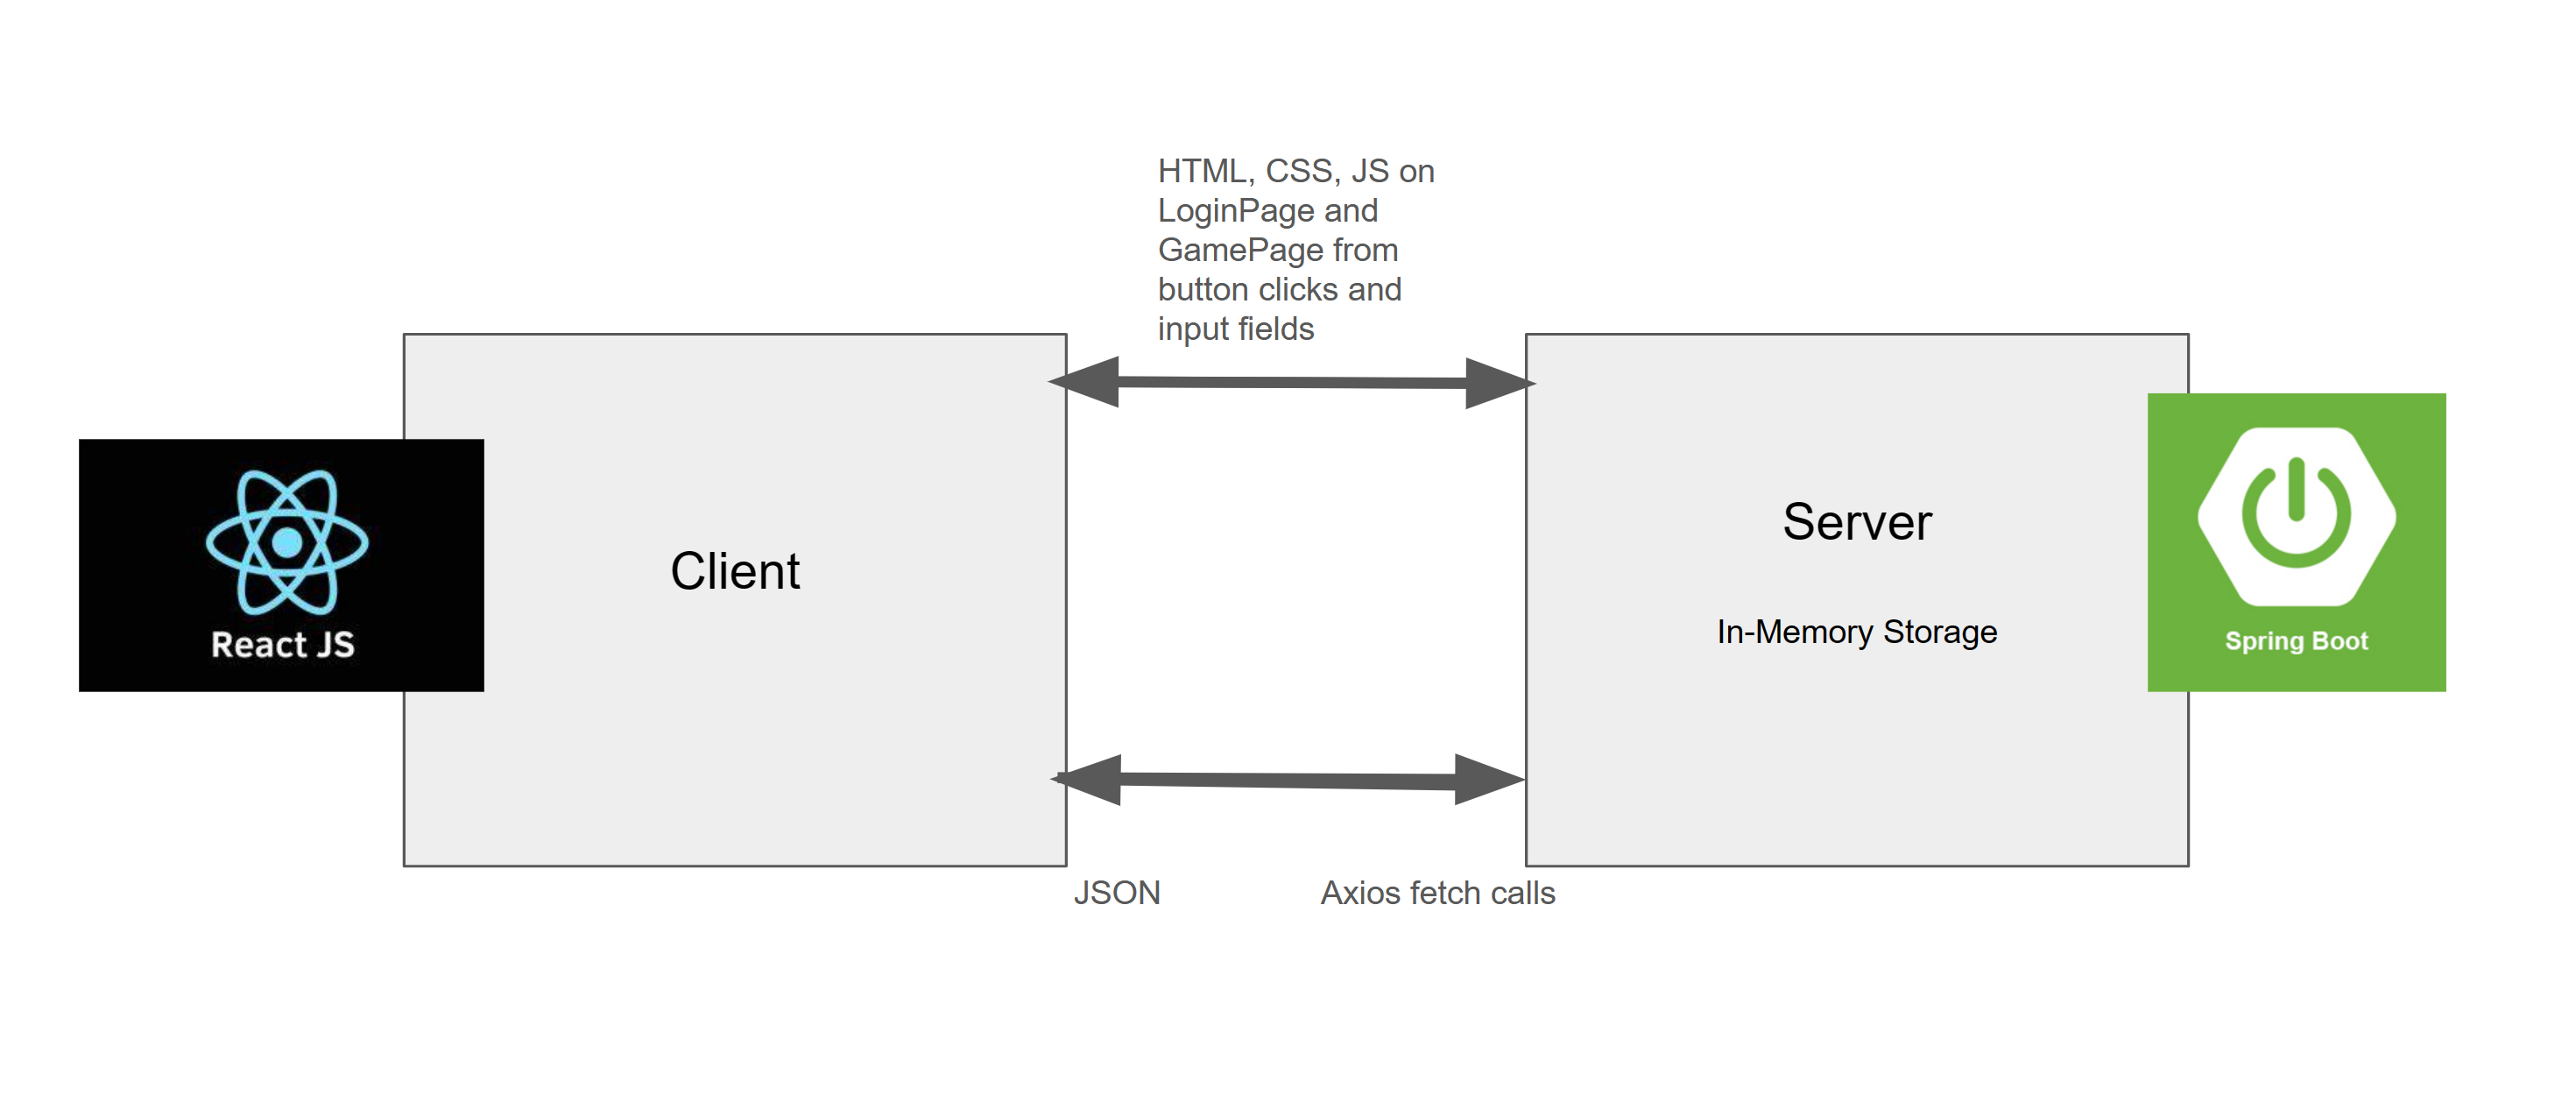 HTML, CSS, JS on
LoginPage and
GamePage from
button clicks and
input fields
React JS
Client
Server
In-Memory Storage
Spring Boot
JSON
Axios fetch calls